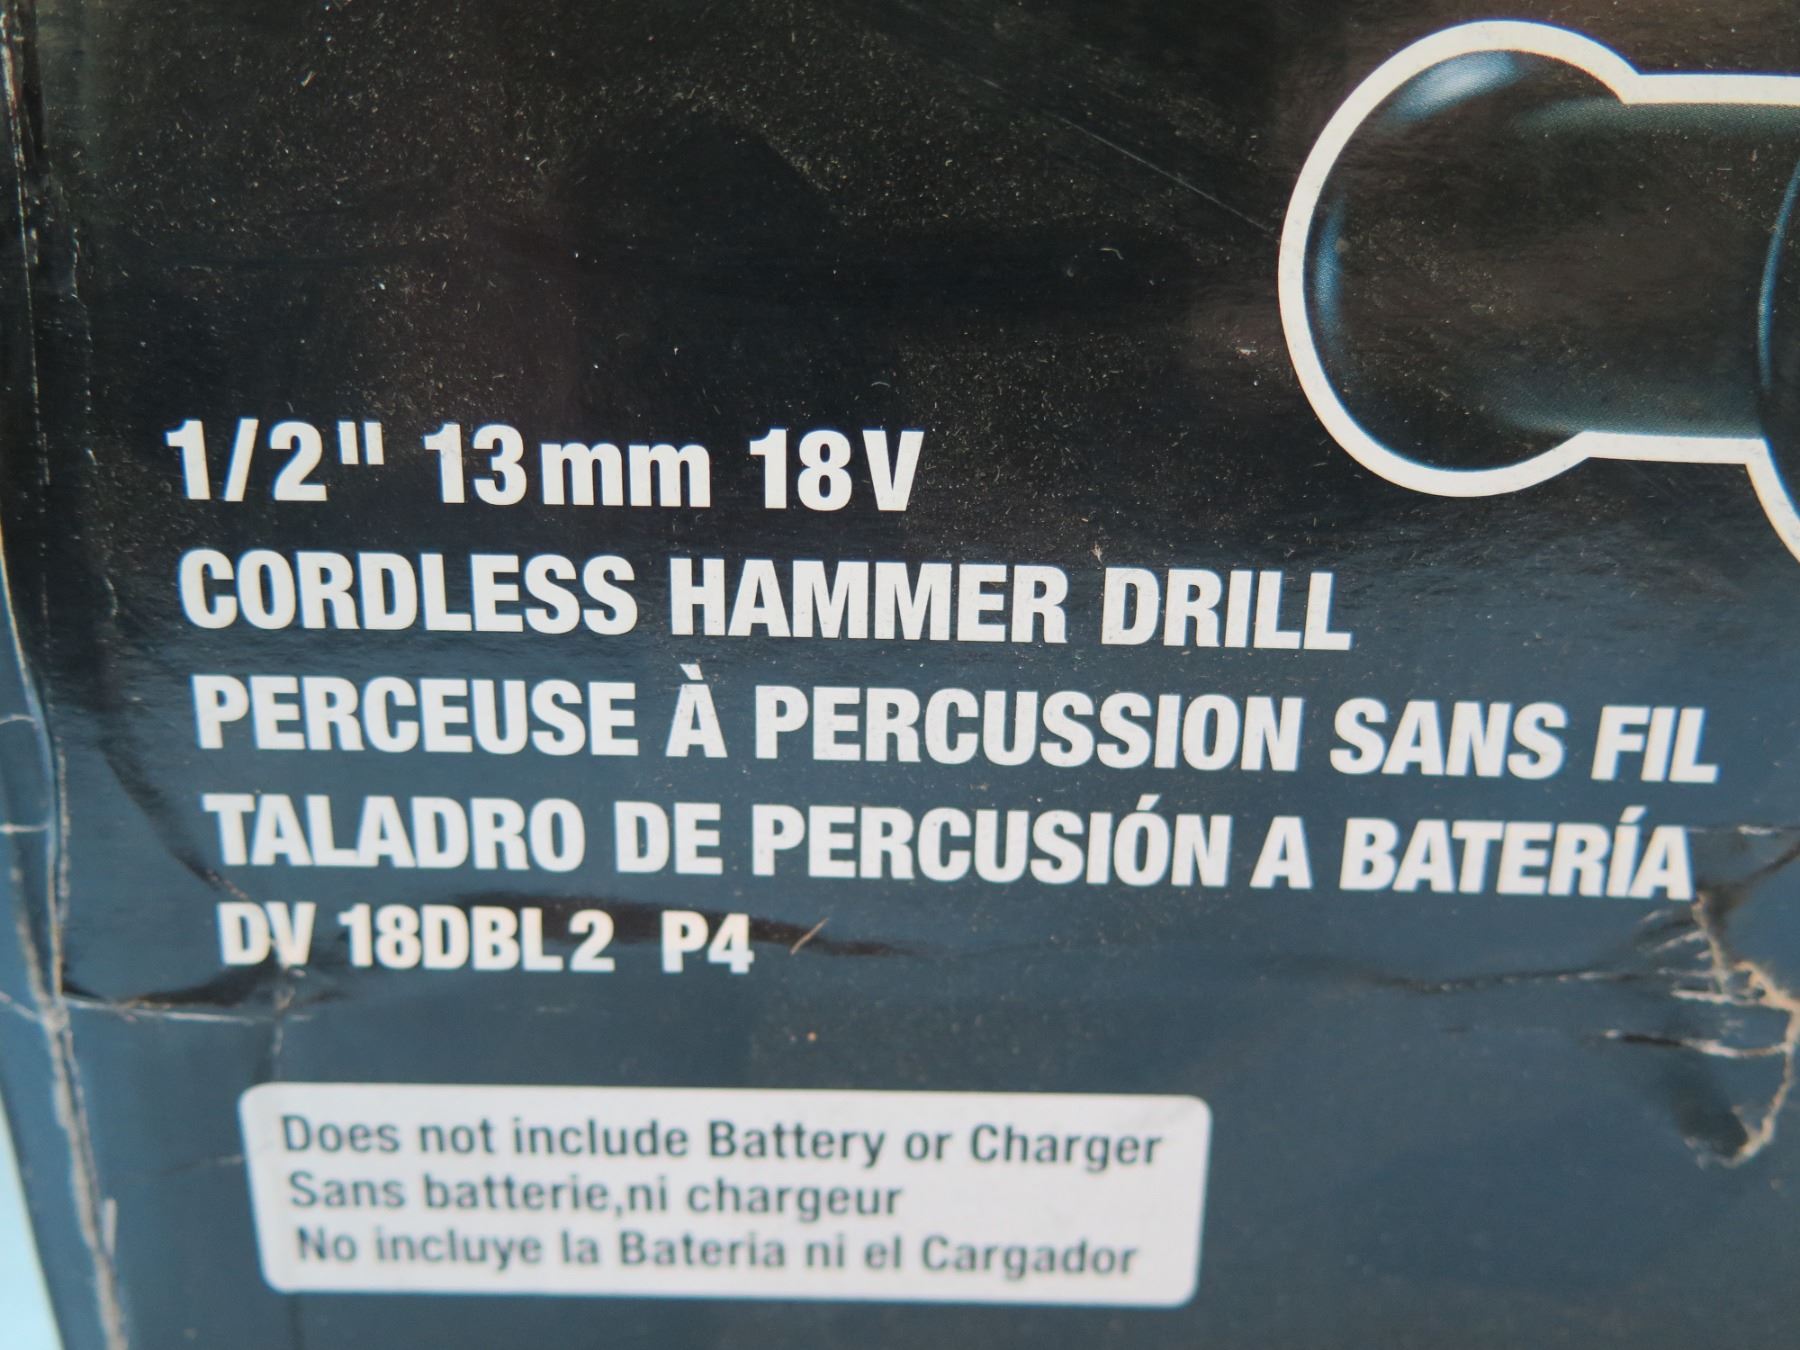 1/2" 13mm 18V
CORDLESS HAMMER DRILL
PERCEUSE À PERCUSSION SANS FIL
TALADRO DE PERCUSIÓN A BATERÍA
DV 18DBL2 P4
Does not include Battery or Charger
Sans batterie,ni chargeur
No incluye la Bateria ni el Cargador